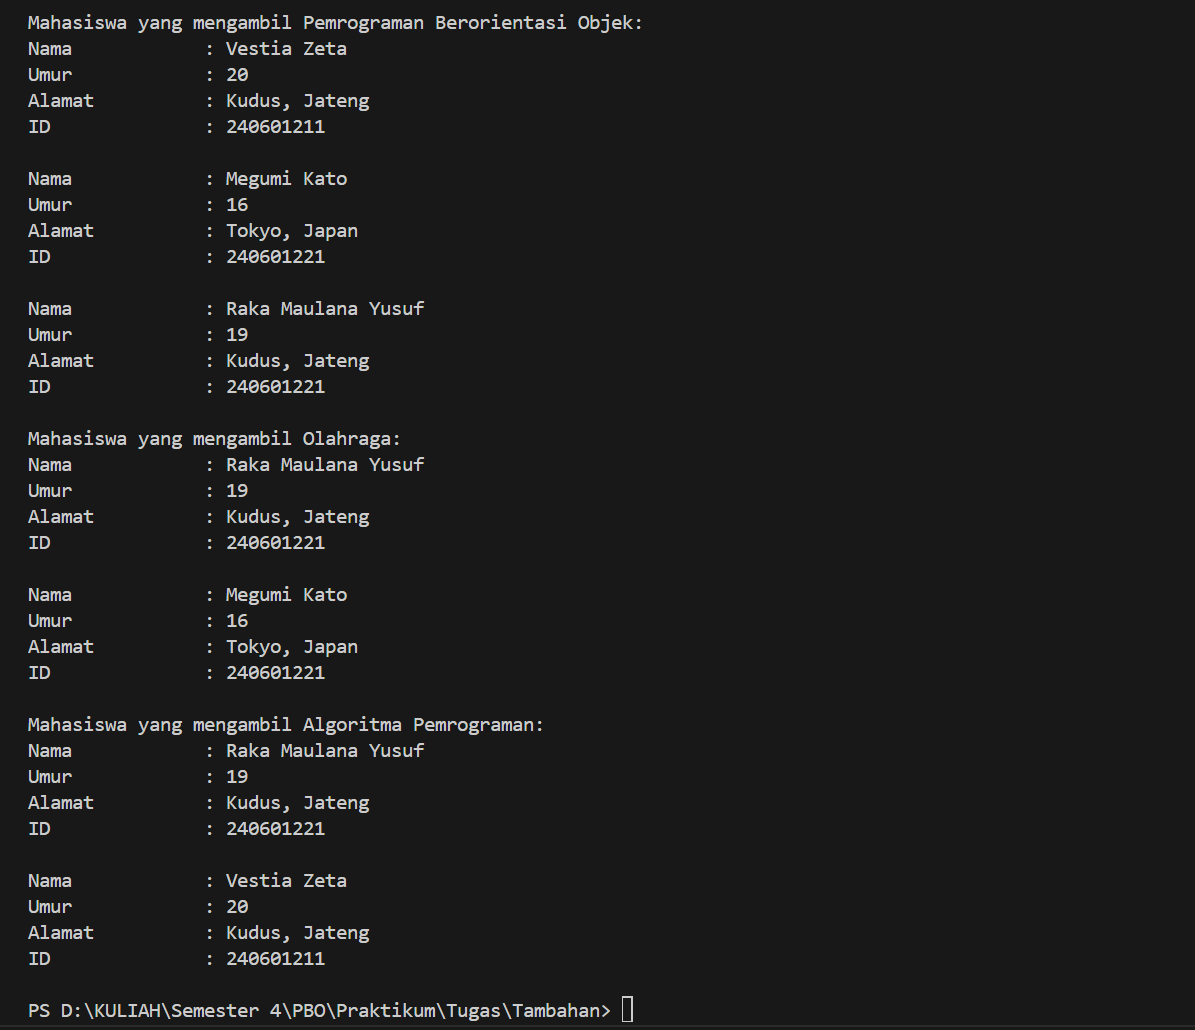 Mahasiswa yang mengambil Pemrograman Berorientasi Objek:
Nama            : Vestia Zeta
Umur            : 20
Alamat          : Kudus, Jateng
ID              : 240601211

Nama            : Megumi Kato
Umur            : 16
Alamat          : Tokyo, Japan
ID              : 240601221

Nama            : Raka Maulana Yusuf
Umur            : 19
Alamat          : Kudus, Jateng
ID              : 240601221

Mahasiswa yang mengambil Olahraga:
Nama            : Raka Maulana Yusuf
Umur            : 19
Alamat          : Kudus, Jateng
ID              : 240601221

Nama            : Megumi Kato
Umur            : 16
Alamat          : Tokyo, Japan
ID              : 240601221

Mahasiswa yang mengambil Algoritma Pemrograman:
Nama            : Raka Maulana Yusuf
Umur            : 19
Alamat          : Kudus, Jateng
ID              : 240601221

Nama            : Vestia Zeta
Umur            : 20
Alamat          : Kudus, Jateng
ID              : 240601211

PS D:\KULIAH\Semester 4\PBO\Praktikum\Tugas\Tambahan>